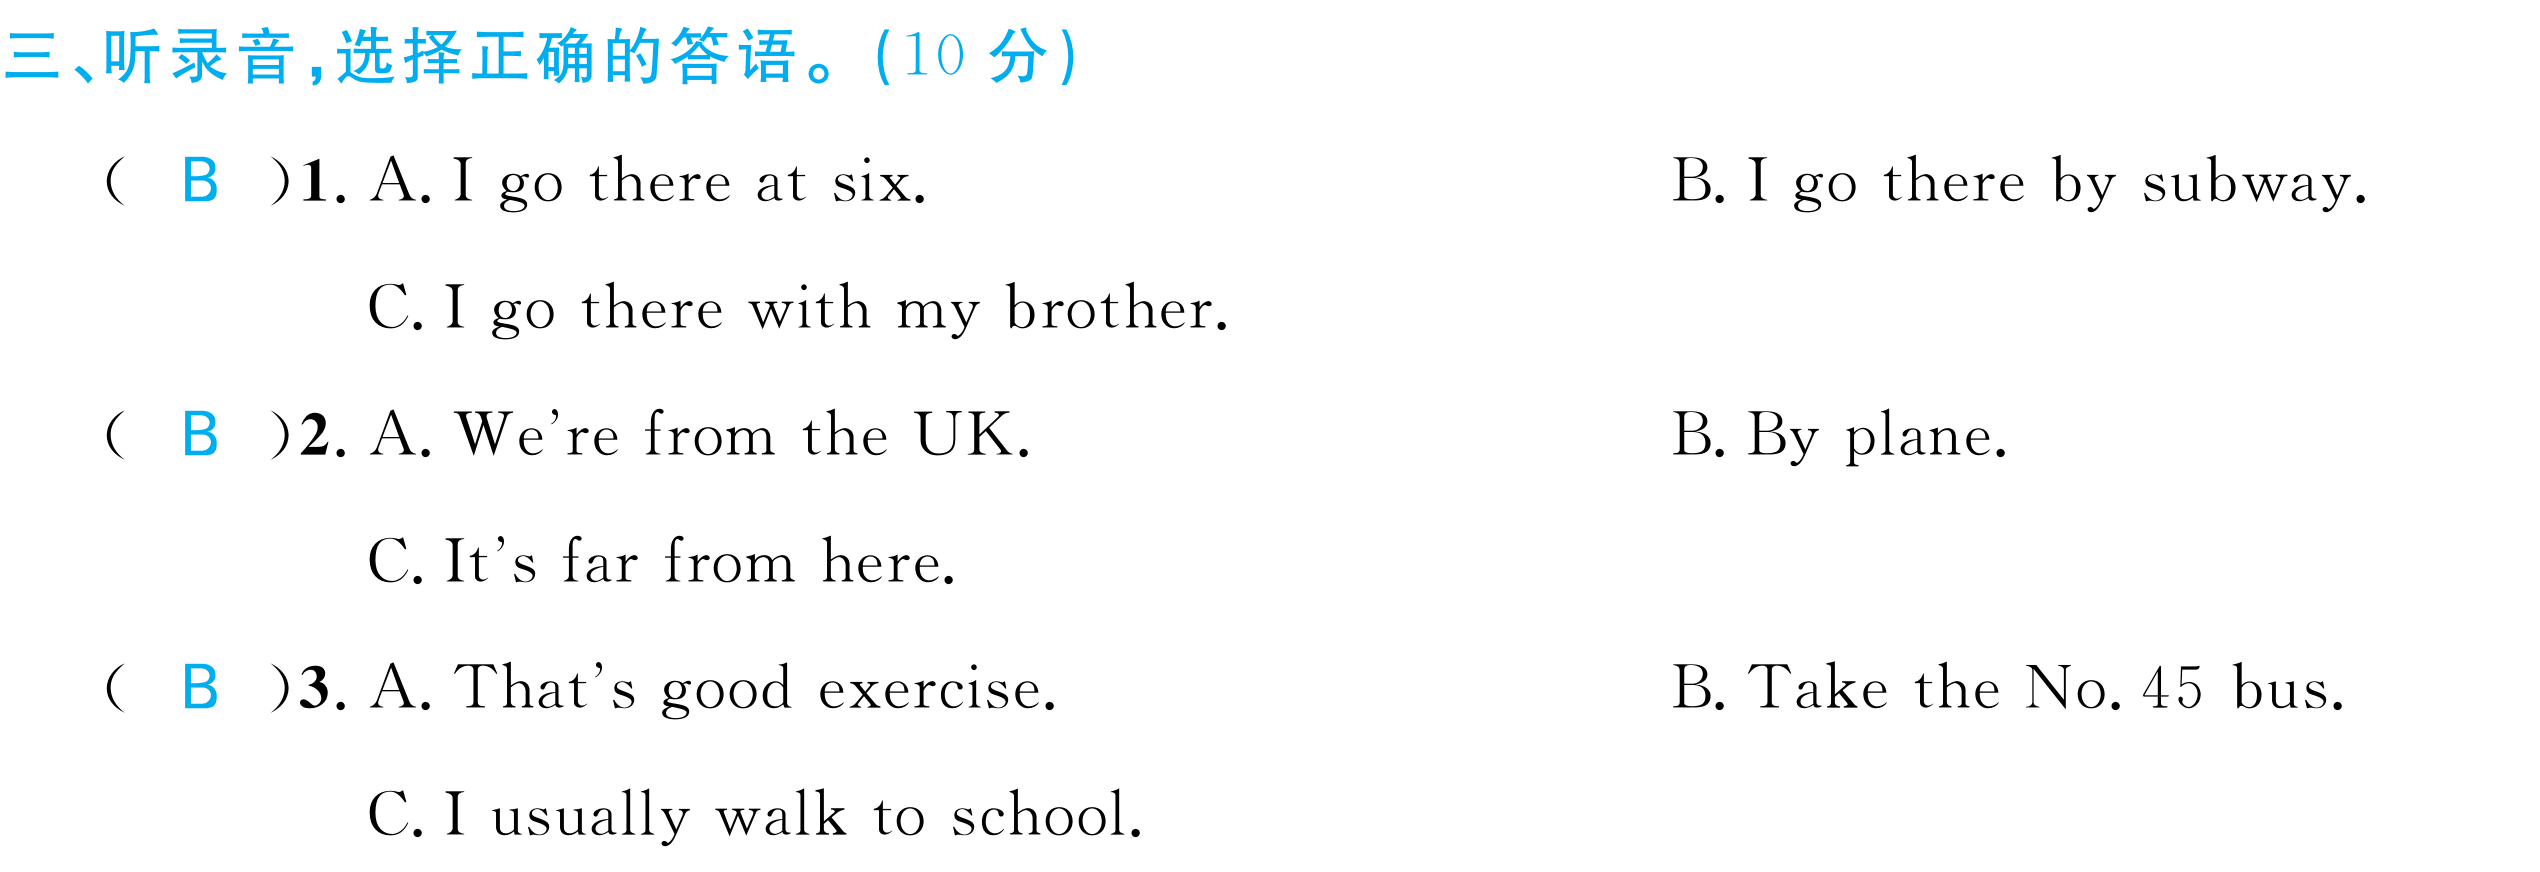 三、听录音,选择正确的答语。(10 分)
( B )1. A. I go there at six. B. I go there by subway.
C. I go there with my brother.
( B )2. A. We're from the UK. B. By plane.
C. It's far from here.
( B )3. A. That's good exercise. B. Take the No. 45 bus.
C. I usually walk to school.